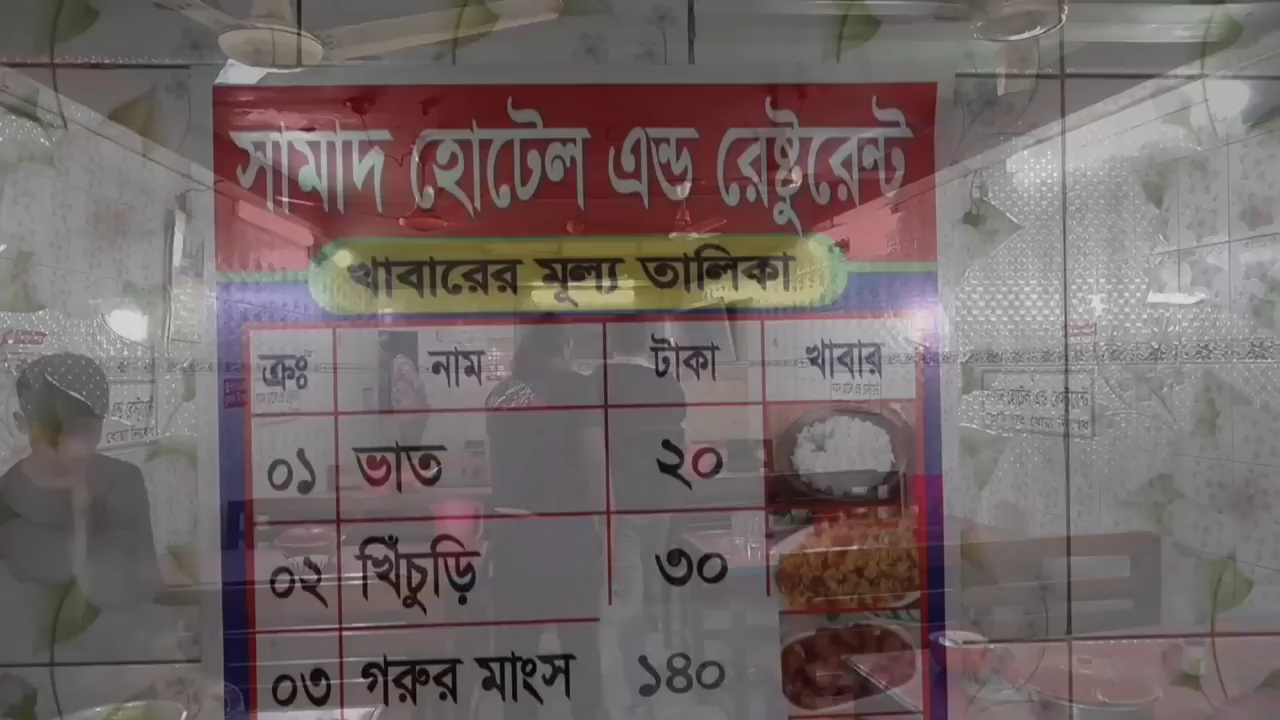 সামাদ হোটেল এন্ড রেষ্টুরেন্ট
খাবারের মূল্য তালিকা
ক্রঃ নাম টাকা খাবার
০১ ভাত ২০
০২ খিঁচুড়ি ৩০
০৩ গরুর মাংস ১৪০